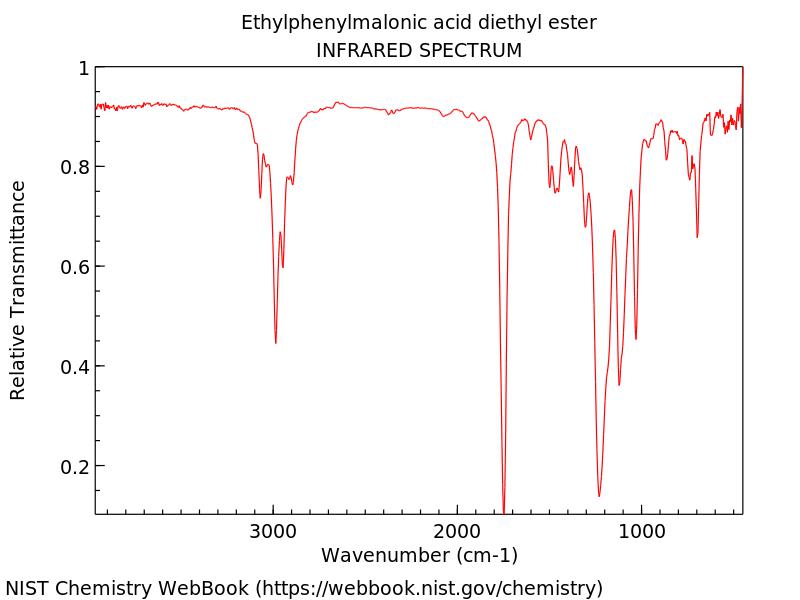 Ethylphenylmalonic acid diethyl ester
INFRARED SPECTRUM
1
0.8
0.6
0.4
0.2
Relative Transmittance
3000 2000 1000
Wavenumber (cm-1)
NIST Chemistry WebBook (https://webbook.nist.gov/chemistry)